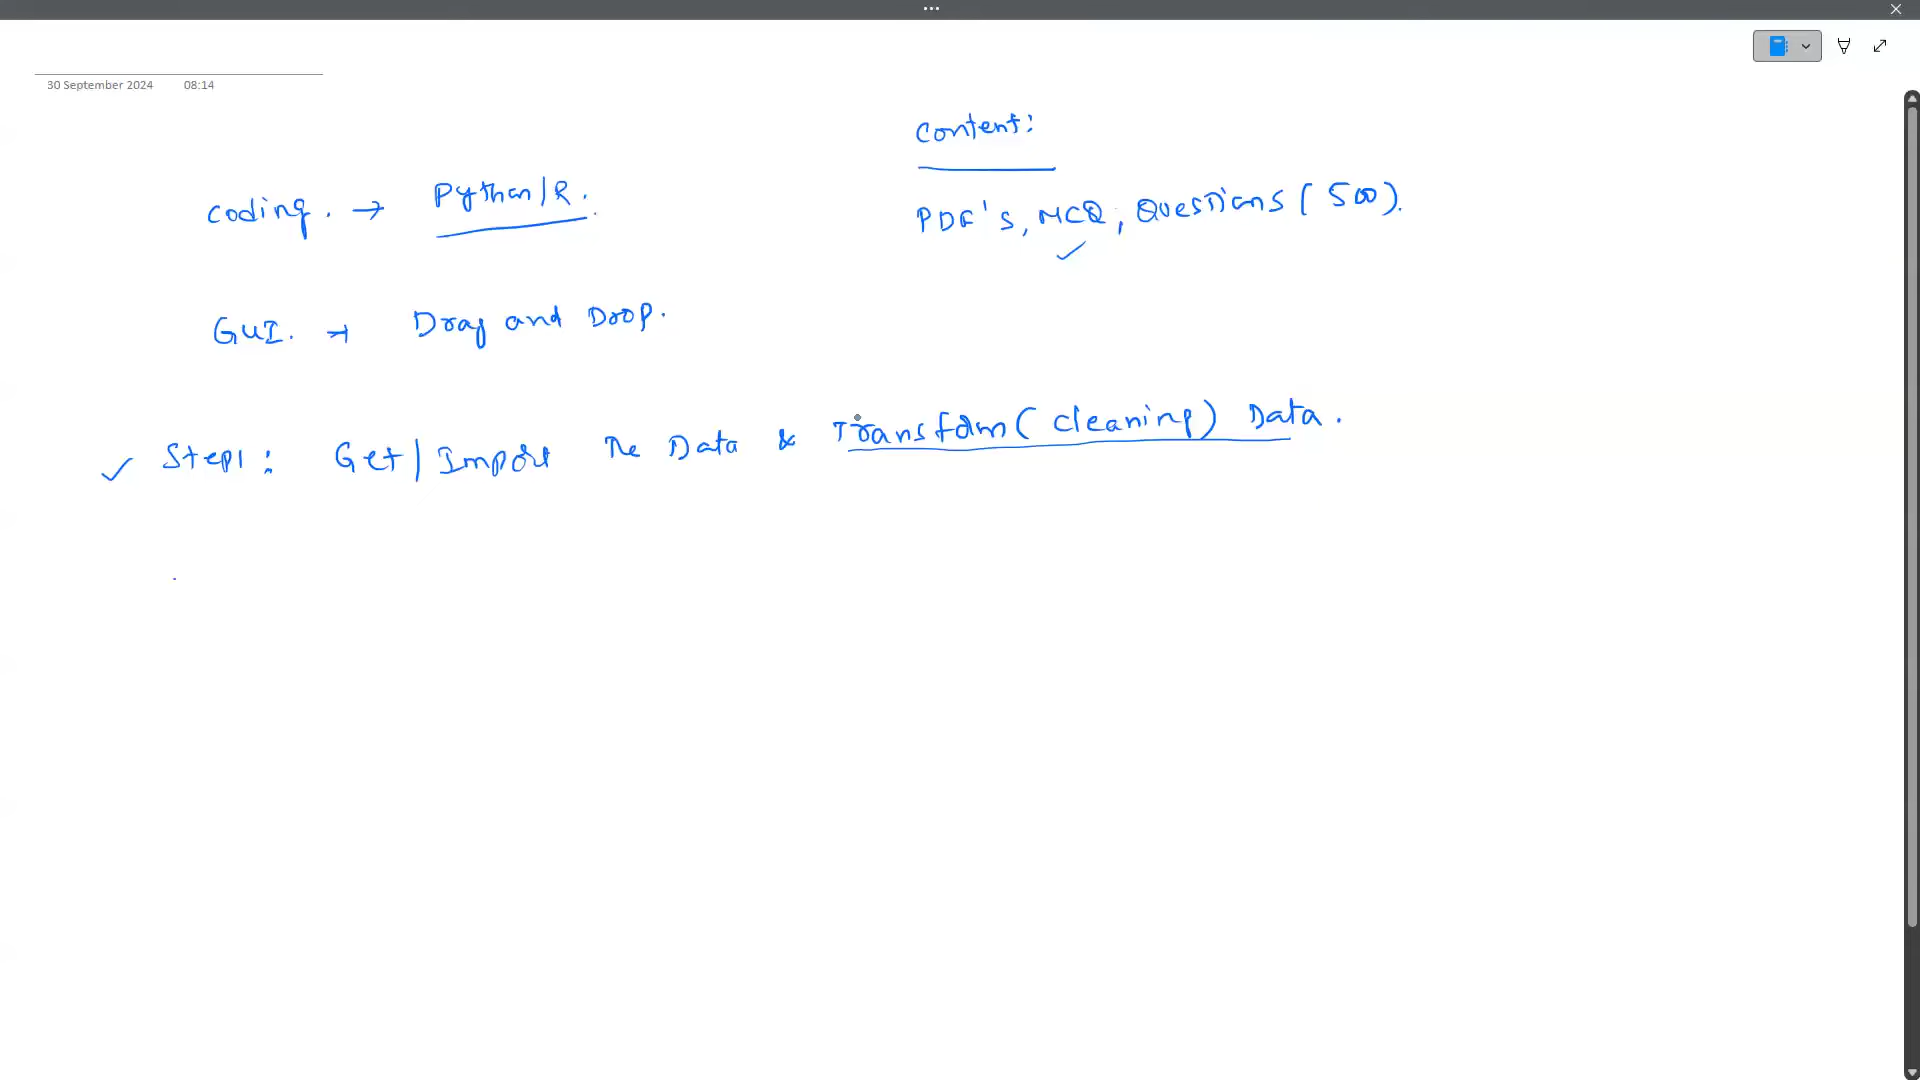 30 September 2024 08:14
Content:
Coding. → Python/R.
PDF's, MCQ, Questions (500).
GUI. → Drag and Drop.
✓ Step1: Get/Import The Data & Transform (cleaning) Data.